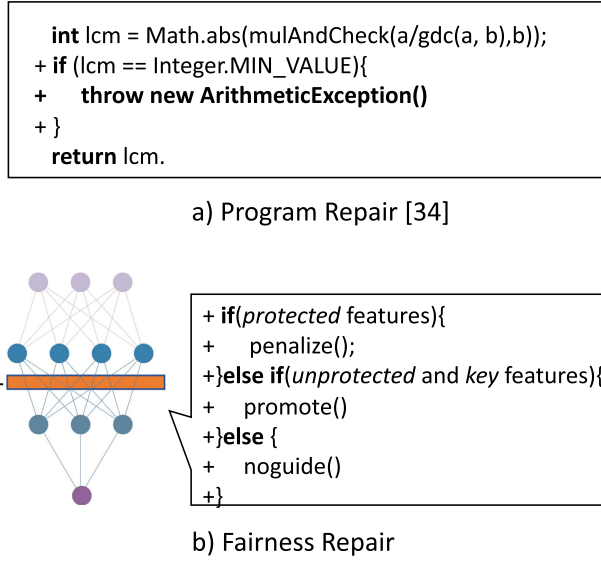 int lcm = Math.abs(mulAndCheck(a/gdc(a, b),b));
+ if (lcm == Integer.MIN_VALUE){
+ throw new ArithmeticException()
+ }
return lcm.
a) Program Repair [34]
+ if(protected features){
+ penalize();
+}else if(unprotected and key features){
+ promote()
+}else {
+ noguide()
+}
b) Fairness Repair